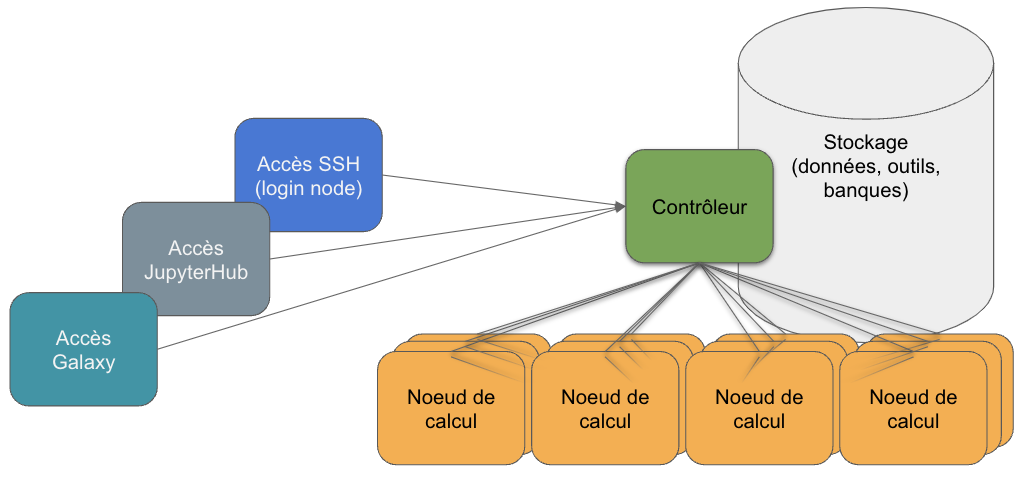 Accès SSH
(login node)
Accès
JupyterHub
Accès
Galaxy
Contrôleur
Stockage
(données, outils,
banques)
Noeud de
calcul
Noeud de
calcul
Noeud de
calcul
Noeud de
calcul